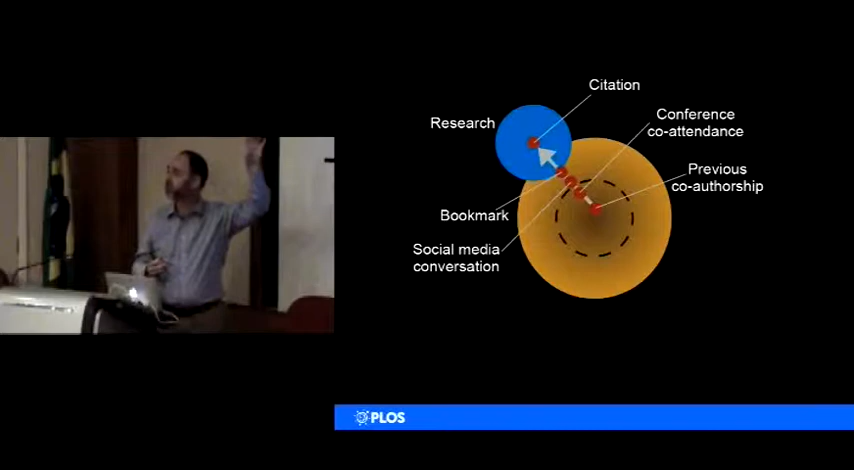 Citation
Research
Conference
co-attendance
Previous
co-authorship
Bookmark
Social media
conversation
PLOS